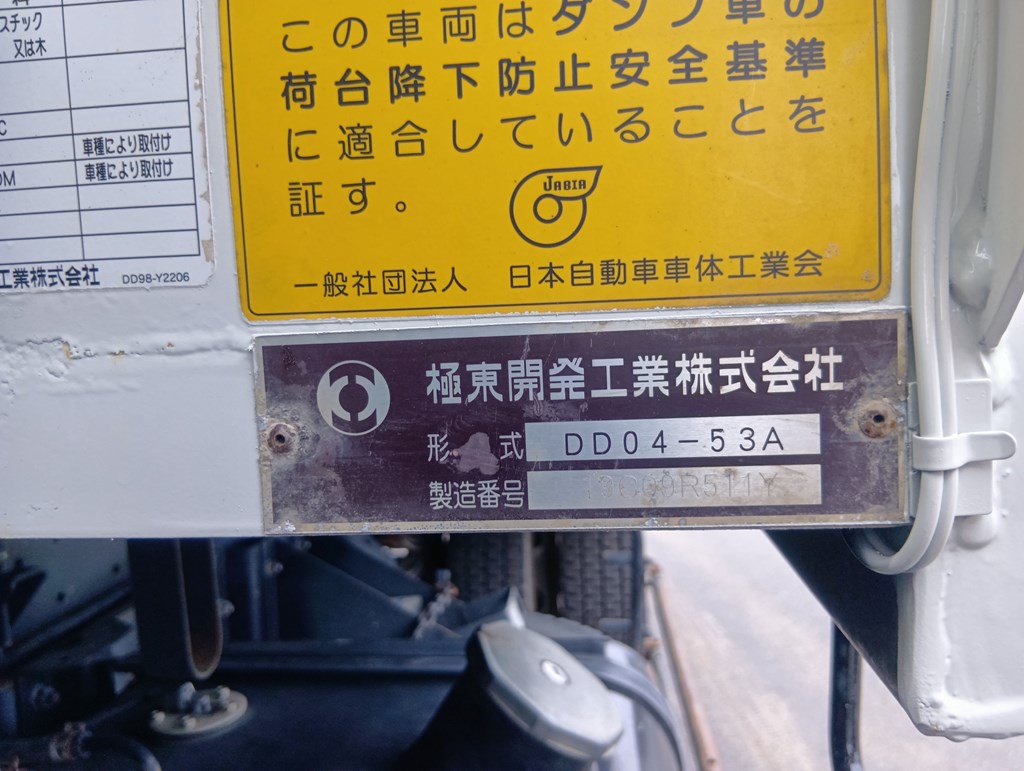 スチック
又は木
車種により取付け
車種により取付け
工業株式会社 DD98-Y2206
この車両はダンプ車の
荷台降下防止安全基準
に適合していることを
証す。
JABIA
一般社団法人 日本自動車車体工業会
極東開発工業株式会社
形 式 DD04-53A
製造番号